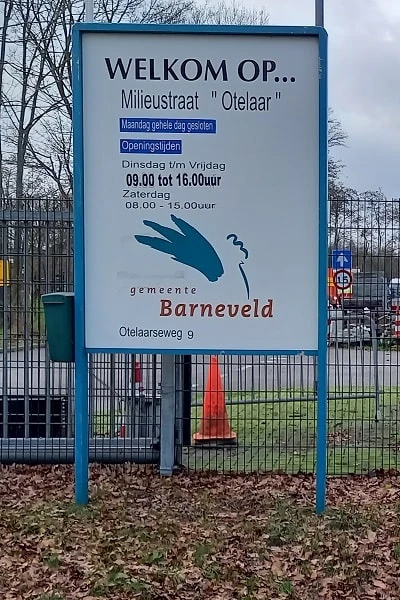 WELKOM OP...
Milieustraat " Otelaar "
Maandag gehele dag gesloten
Openingstijden
Dinsdag t/m Vrijdag
09.00 tot 16.00uur
Zaterdag
08.00 - 15.00uur
gemeente
Barneveld
Otelaarseweg 9